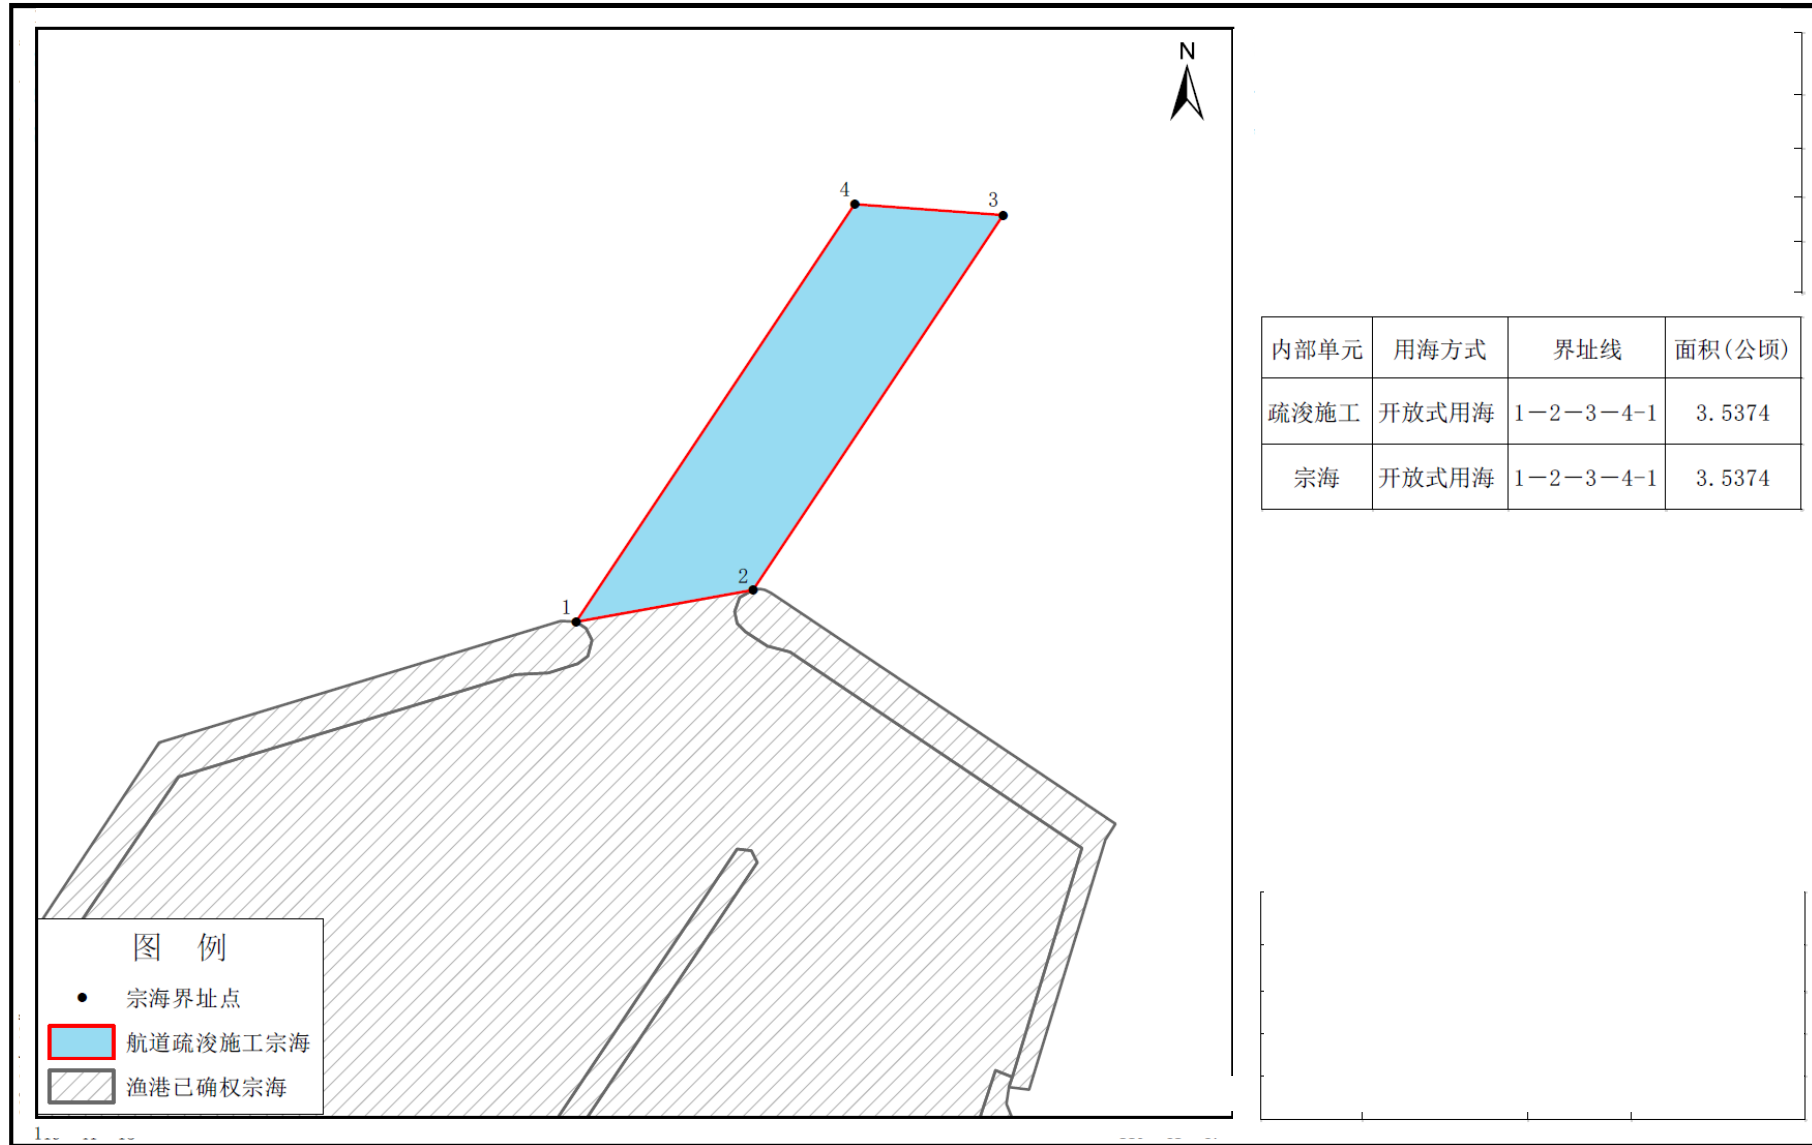 N
4
3
2
1
内部单元 用海方式 界址线 面积(公顷)
疏浚施工 开放式用海 1—2—3—4-1 3.5374
宗海 开放式用海 1—2—3—4-1 3.5374
图 例
宗海界址点
航道疏浚施工宗海
渔港已确权宗海